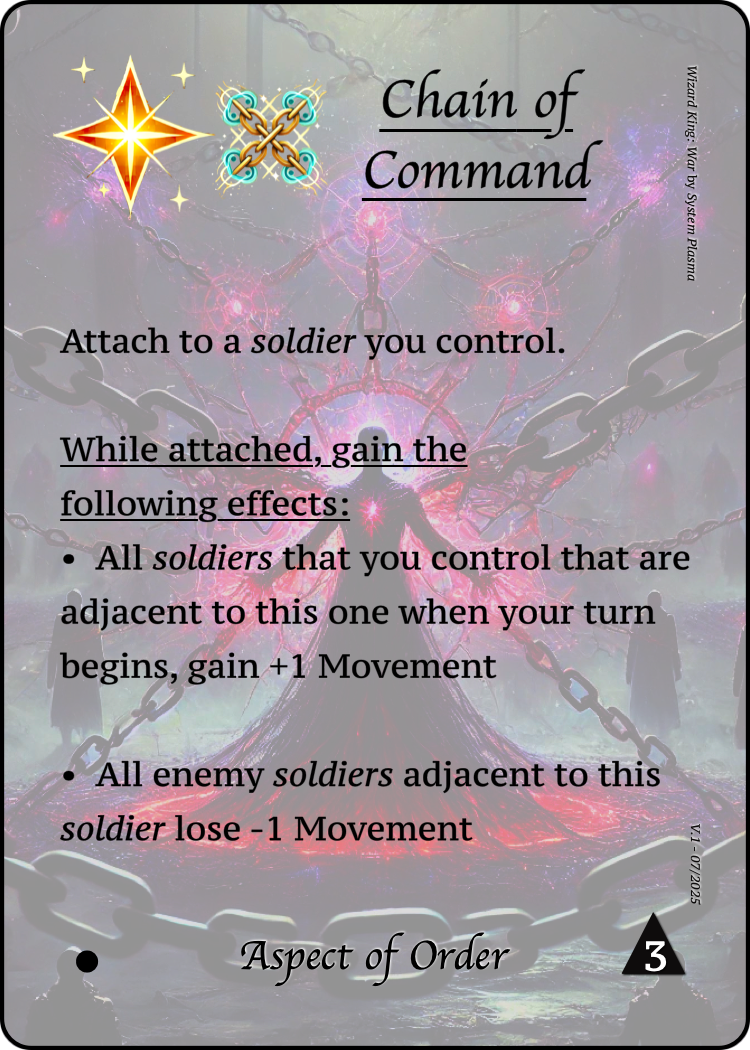 Chain of
Command
Wizard King: War by System Plasma
Attach to a soldier you control.
While attached, gain the
following effects:
• All soldiers that you control that are
adjacent to this one when your turn
begins, gain +1 Movement
• All enemy soldiers adjacent to this
soldier lose -1 Movement
V.1 - 07/2025
Aspect of Order
3